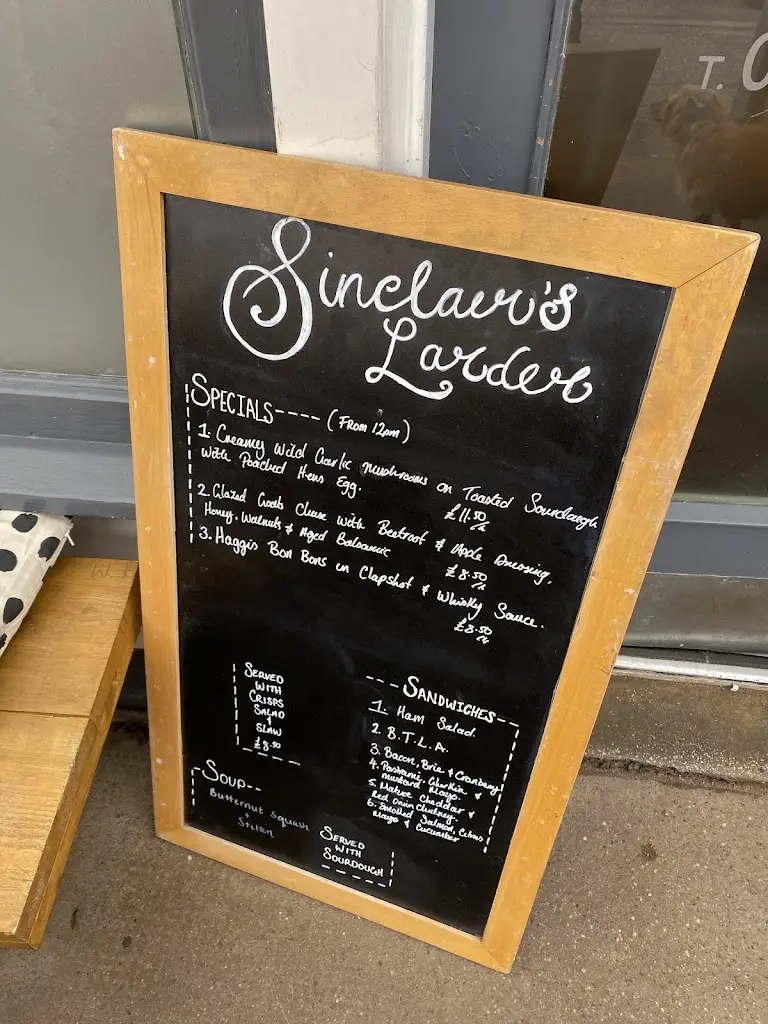 T.
Sinclair's
Larder
SPECIALS---- (FROM 12pm)
1. Creamy Wild Garlic Mushrooms on Toasted Sourdough
with Poached Hens Egg. £11.50
2. Glazed Goats Cheese with Beetroot & Apple Dressing,
Honey, Walnuts & Aged Balsamic £8.50
3. Haggis Bon Bons on Clapshot & Whisky Sauce.
£8.50
SERVED
WITH
CRISPS
SALAD
&
SLAW
£8.50
SANDWICHES
1. Ham Salad
2. B.T.L.A.
3. Bacon, Brie & Cranberry
4. Pastrami, Gherkin &
mustard Mayo.
5. Mature Cheddar &
Red Onion Chutney.
6. Smoked Salmon, Citrus
Mayo & Cucumber
SOUP--
Butternut Squash
+
Stilton
SERVED
WITH
SOURDOUGH